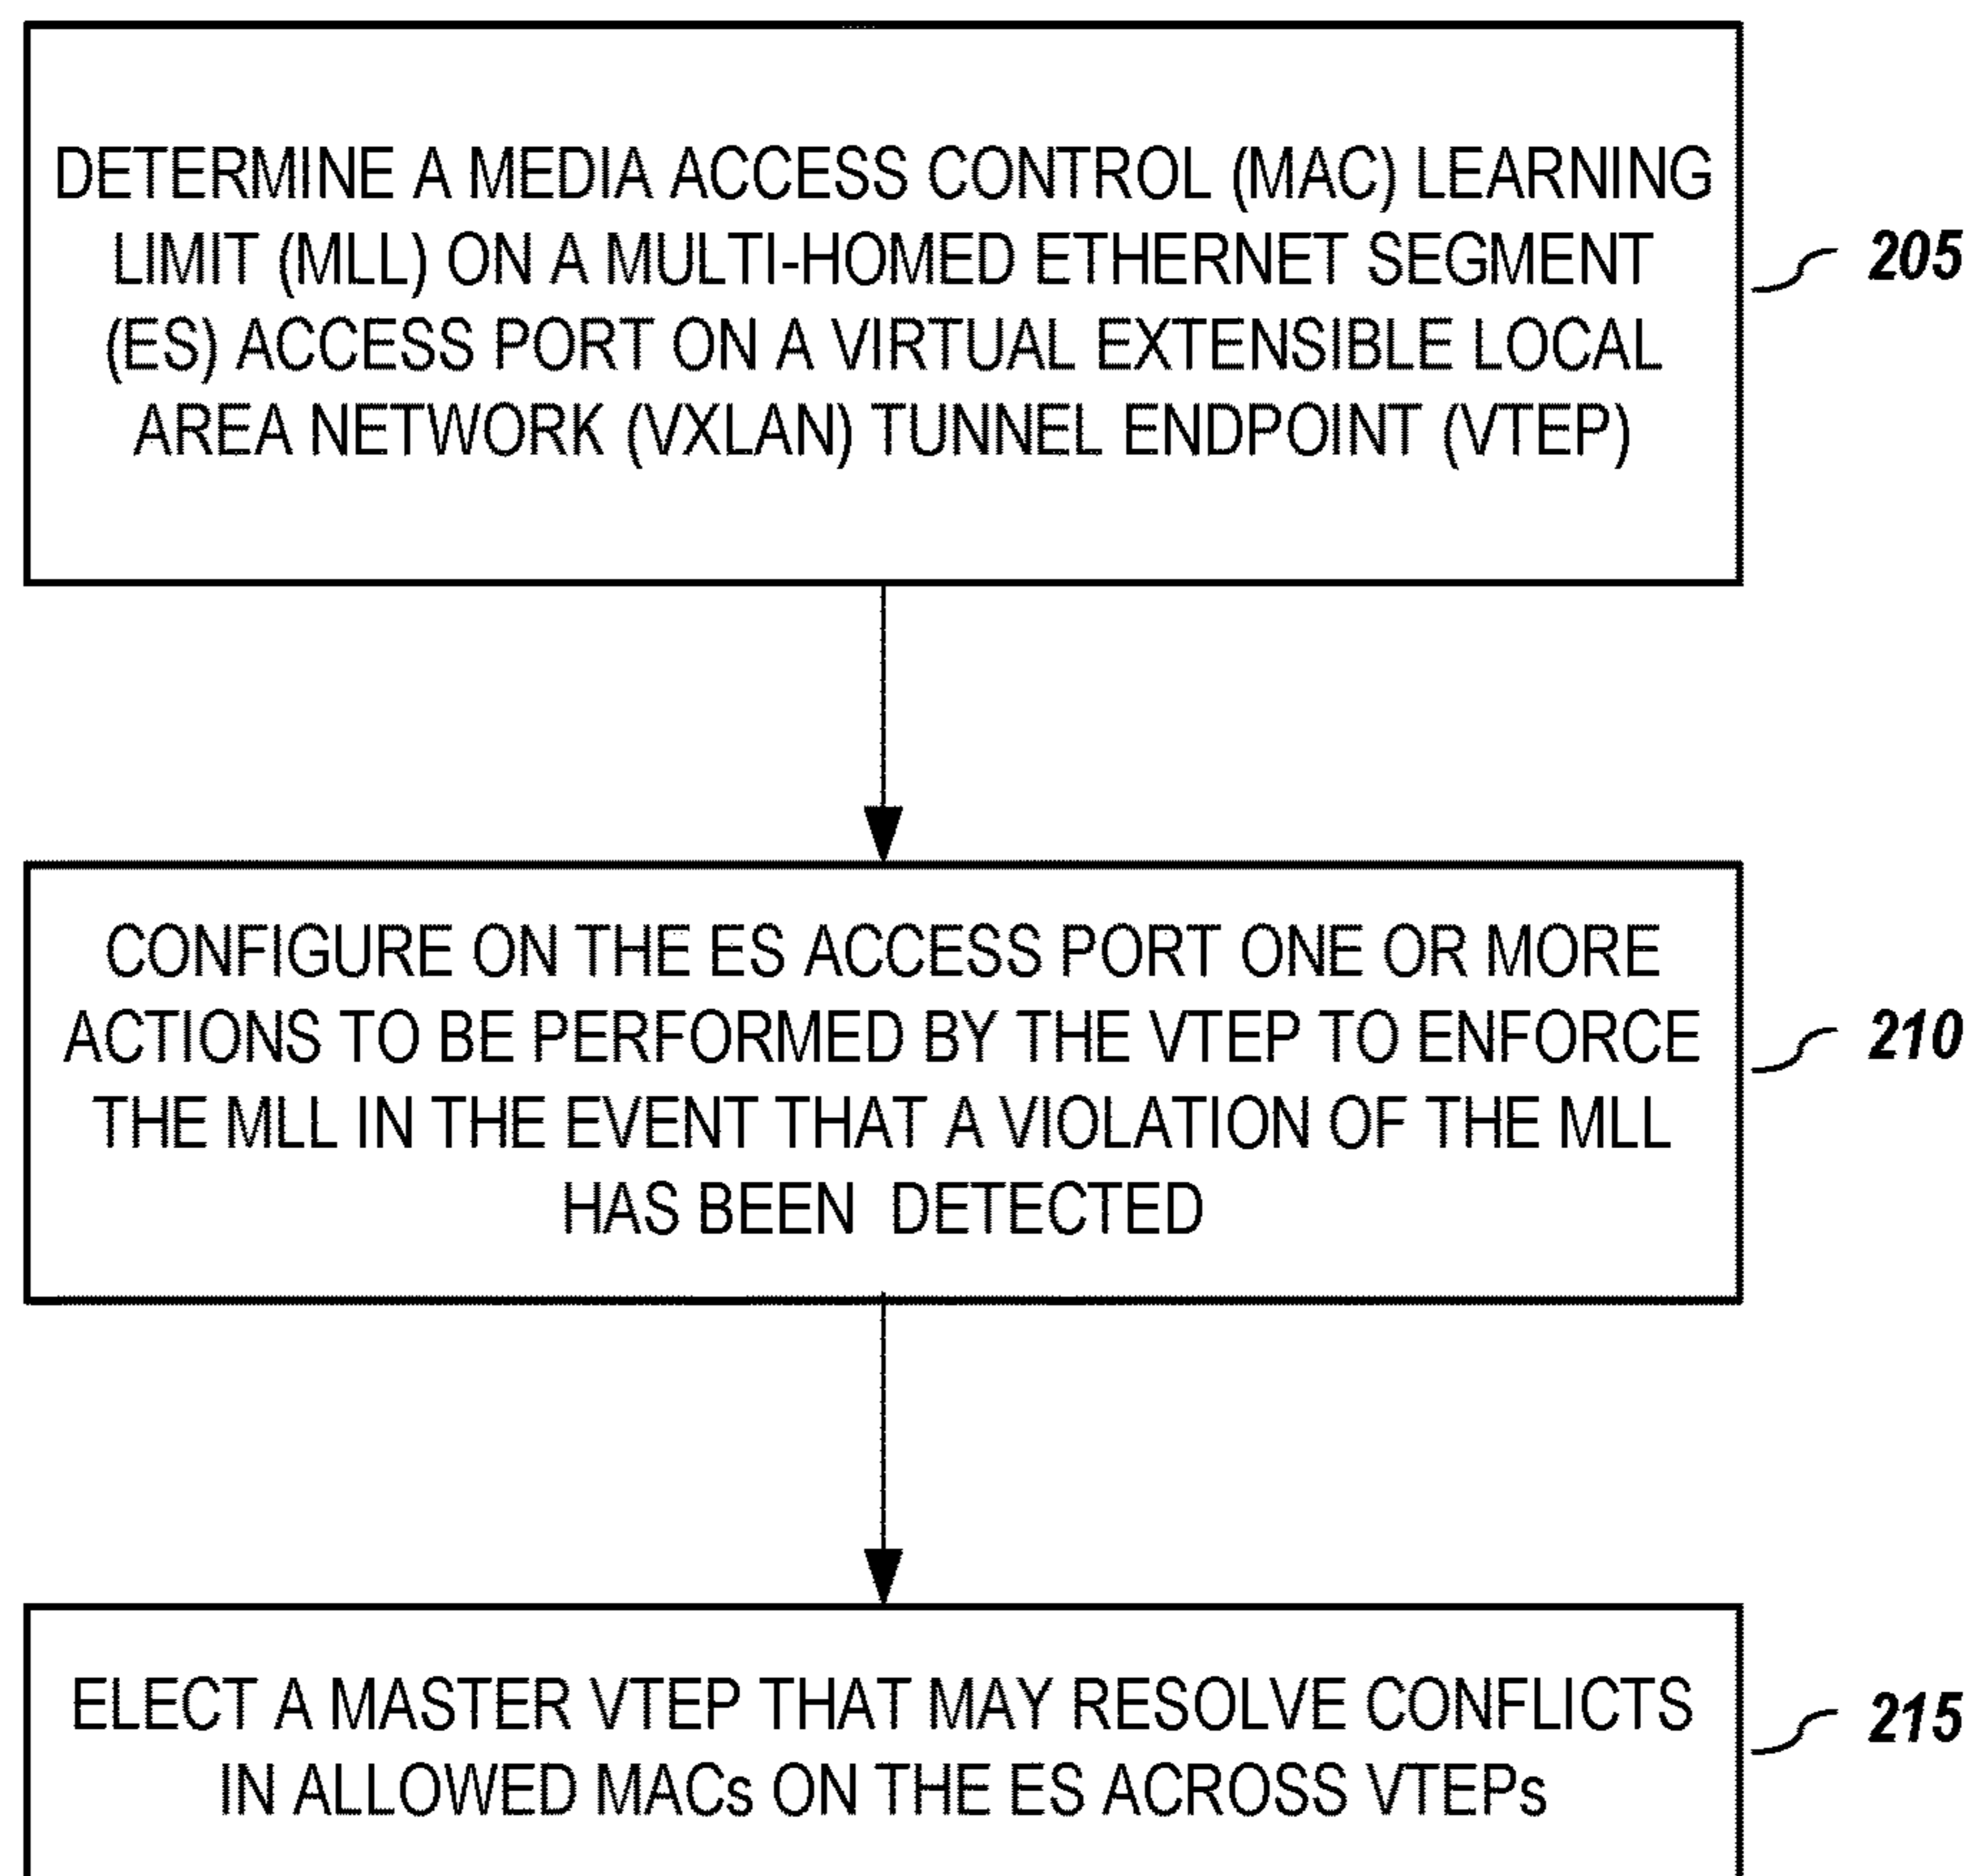 DETERMINE A MEDIA ACCESS CONTROL (MAC) LEARNING
LIMIT (MLL) ON A MULTI-HOMED ETHERNET SEGMENT
(ES) ACCESS PORT ON A VIRTUAL EXTENSIBLE LOCAL
AREA NETWORK (VXLAN) TUNNEL ENDPOINT (VTEP)
205
CONFIGURE ON THE ES ACCESS PORT ONE OR MORE
ACTIONS TO BE PERFORMED BY THE VTEP TO ENFORCE
THE MLL IN THE EVENT THAT A VIOLATION OF THE MLL
HAS BEEN DETECTED
210
ELECT A MASTER VTEP THAT MAY RESOLVE CONFLICTS
IN ALLOWED MACs ON THE ES ACROSS VTEPs
215